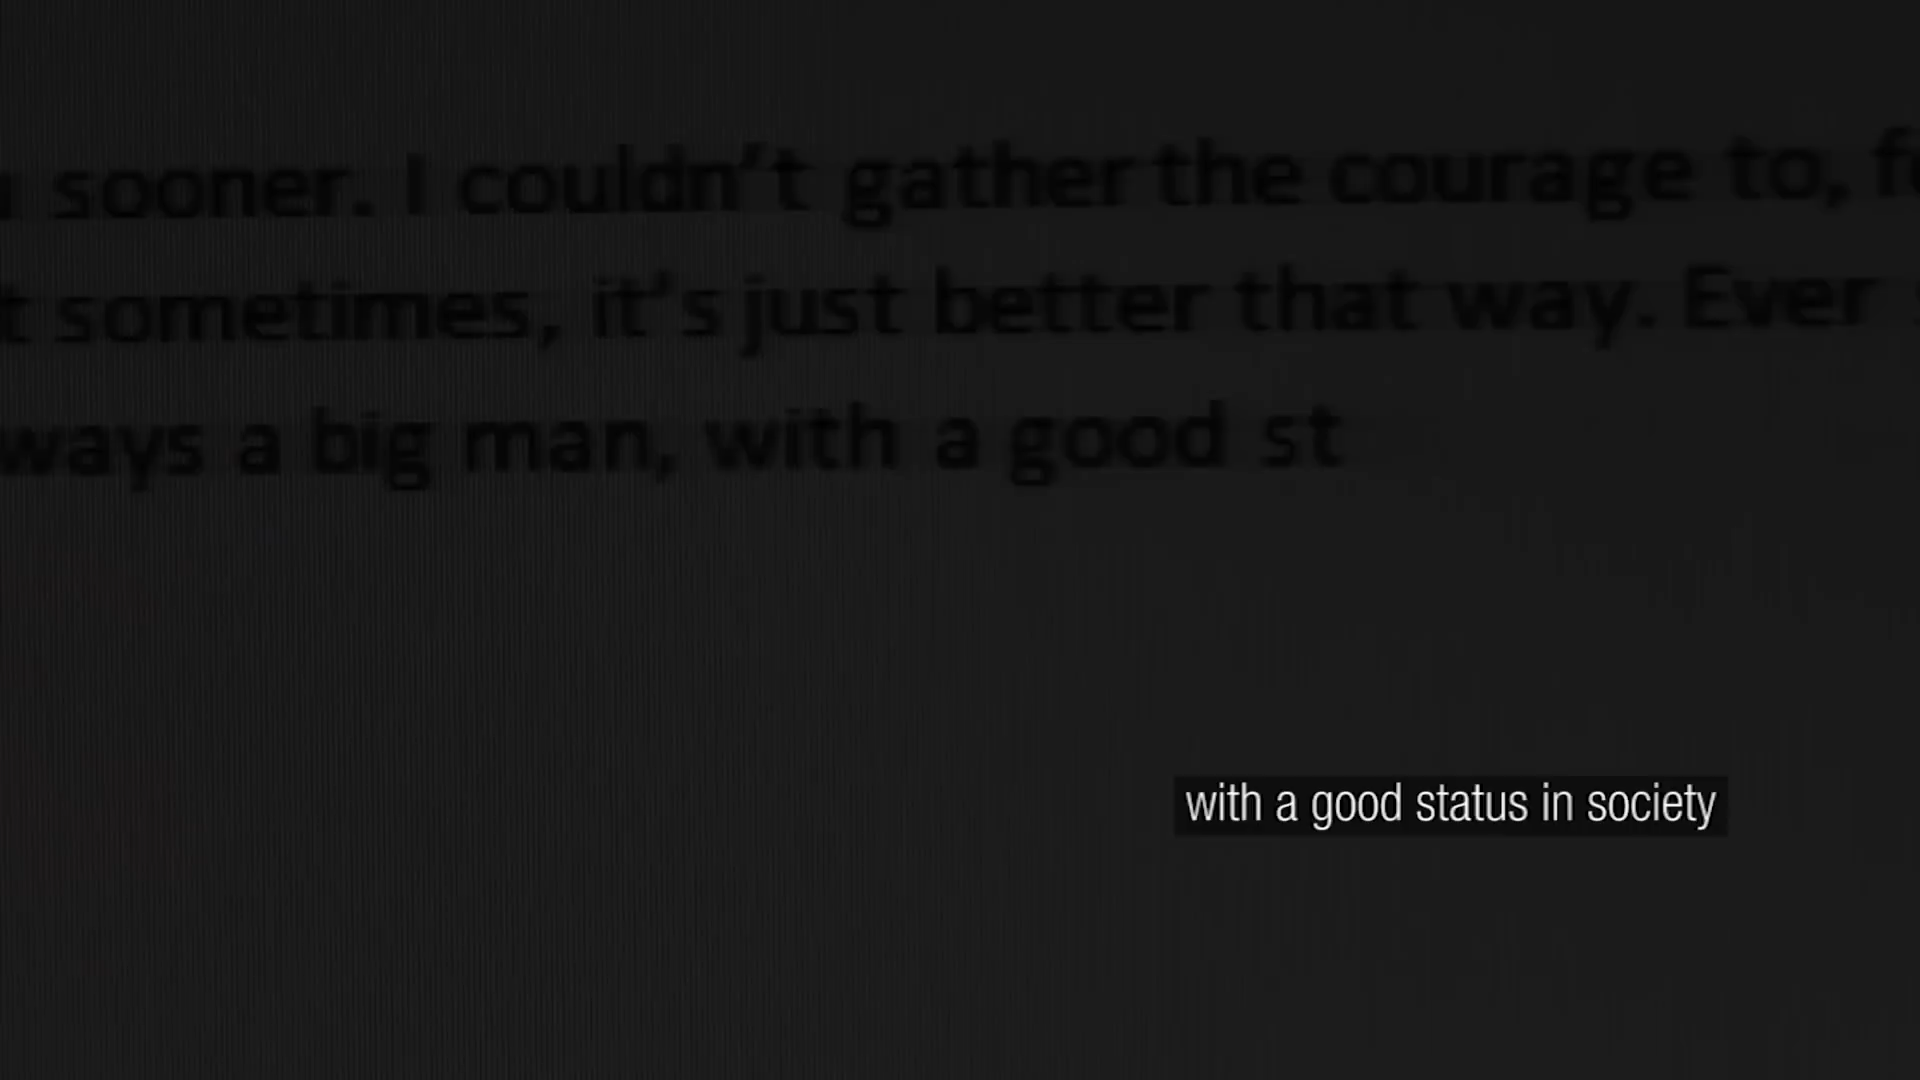 sooner. I couldn't gather the courage to,
sometimes, it's just better that way. Ever
a big man, with a good st
with a good status in society